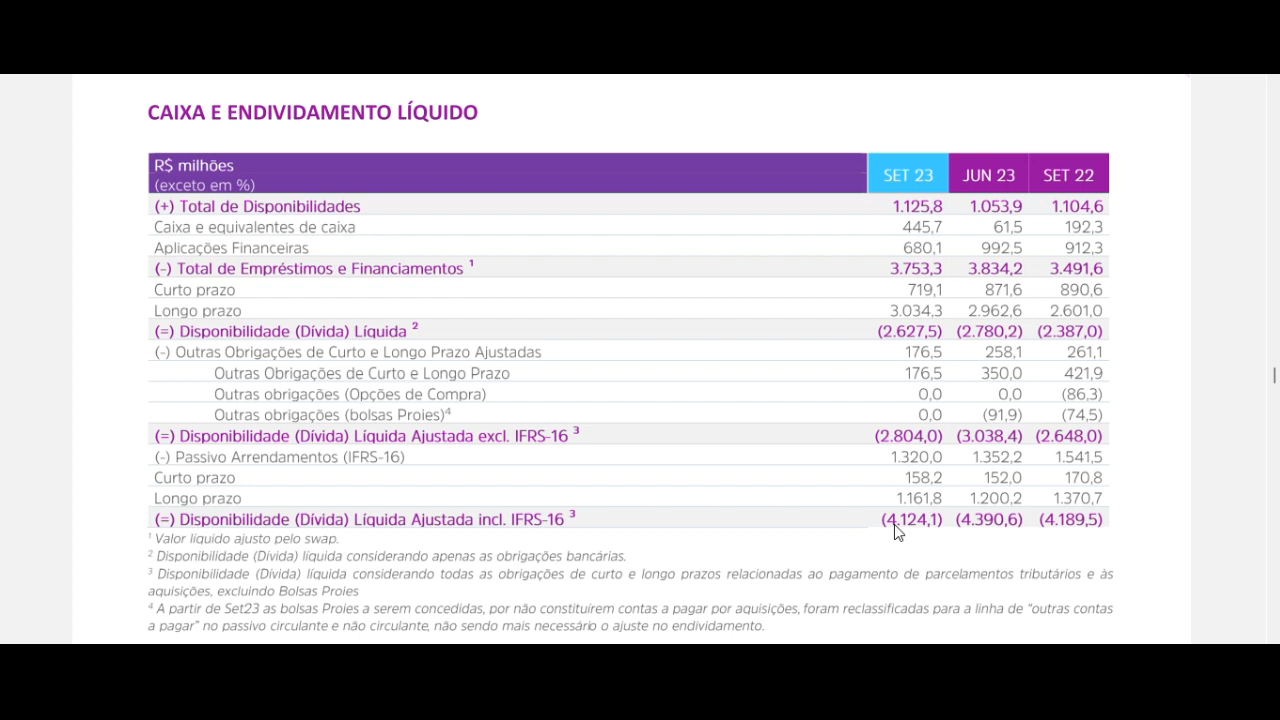 CAIXA E ENDIVIDAMENTO LÍQUIDO
R$ milhões
(exceto em %) SET 23 JUN 23 SET 22
(+) Total de Disponibilidades 1.125,8 1.053,9 1.104,6
Caixa e equivalentes de caixa 445,7 61,5 192,3
Aplicações Financeiras 680,1 992,5 912,3
(-) Total de Empréstimos e Financiamentos ¹ 3.753,3 3.834,2 3.491,6
Curto prazo 719,1 871,6 890,6
Longo prazo 3.034,3 2.962,6 2.601,0
(=) Disponibilidade (Dívida) Líquida ² (2.627,5) (2.780,2) (2.387,0)
(-) Outras Obrigações de Curto e Longo Prazo Ajustadas 176,5 258,1 261,1
Outras Obrigações de Curto e Longo Prazo 176,5 350,0 421,9
Outras obrigações (Opções de Compra) 0,0 0,0 (86,3)
Outras obrigações (bolsas Proies)⁴ 0,0 (91,9) (74,5)
(=) Disponibilidade (Dívida) Líquida Ajustada excl. IFRS-16 ³ (2.804,0) (3.038,4) (2.648,0)
(-) Passivo Arrendamentos (IFRS-16) 1.320,0 1.352,2 1.541,5
Curto prazo 158,2 152,0 170,8
Longo prazo 1.161,8 1.200,2 1.370,7
(=) Disponibilidade (Dívida) Líquida Ajustada incl. IFRS-16 ³ (4.124,1) (4.390,6) (4.189,5)
¹ Valor líquido ajusto pelo swap.
² Disponibilidade (Dívida) líquida considerando apenas as obrigações bancárias.
³ Disponibilidade (Dívida) líquida considerando todas as obrigações de curto e longo prazos relacionadas ao pagamento de parcelamentos tributários e às
aquisições, excluindo Bolsas Proies
⁴ A partir de Set23 as bolsas Proies a serem concedidas, por não constituírem contas a pagar por aquisições, foram reclassificadas para a linha de “outras contas
a pagar” no passivo circulante e não circulante, não sendo mais necessário o ajuste no endividamento.